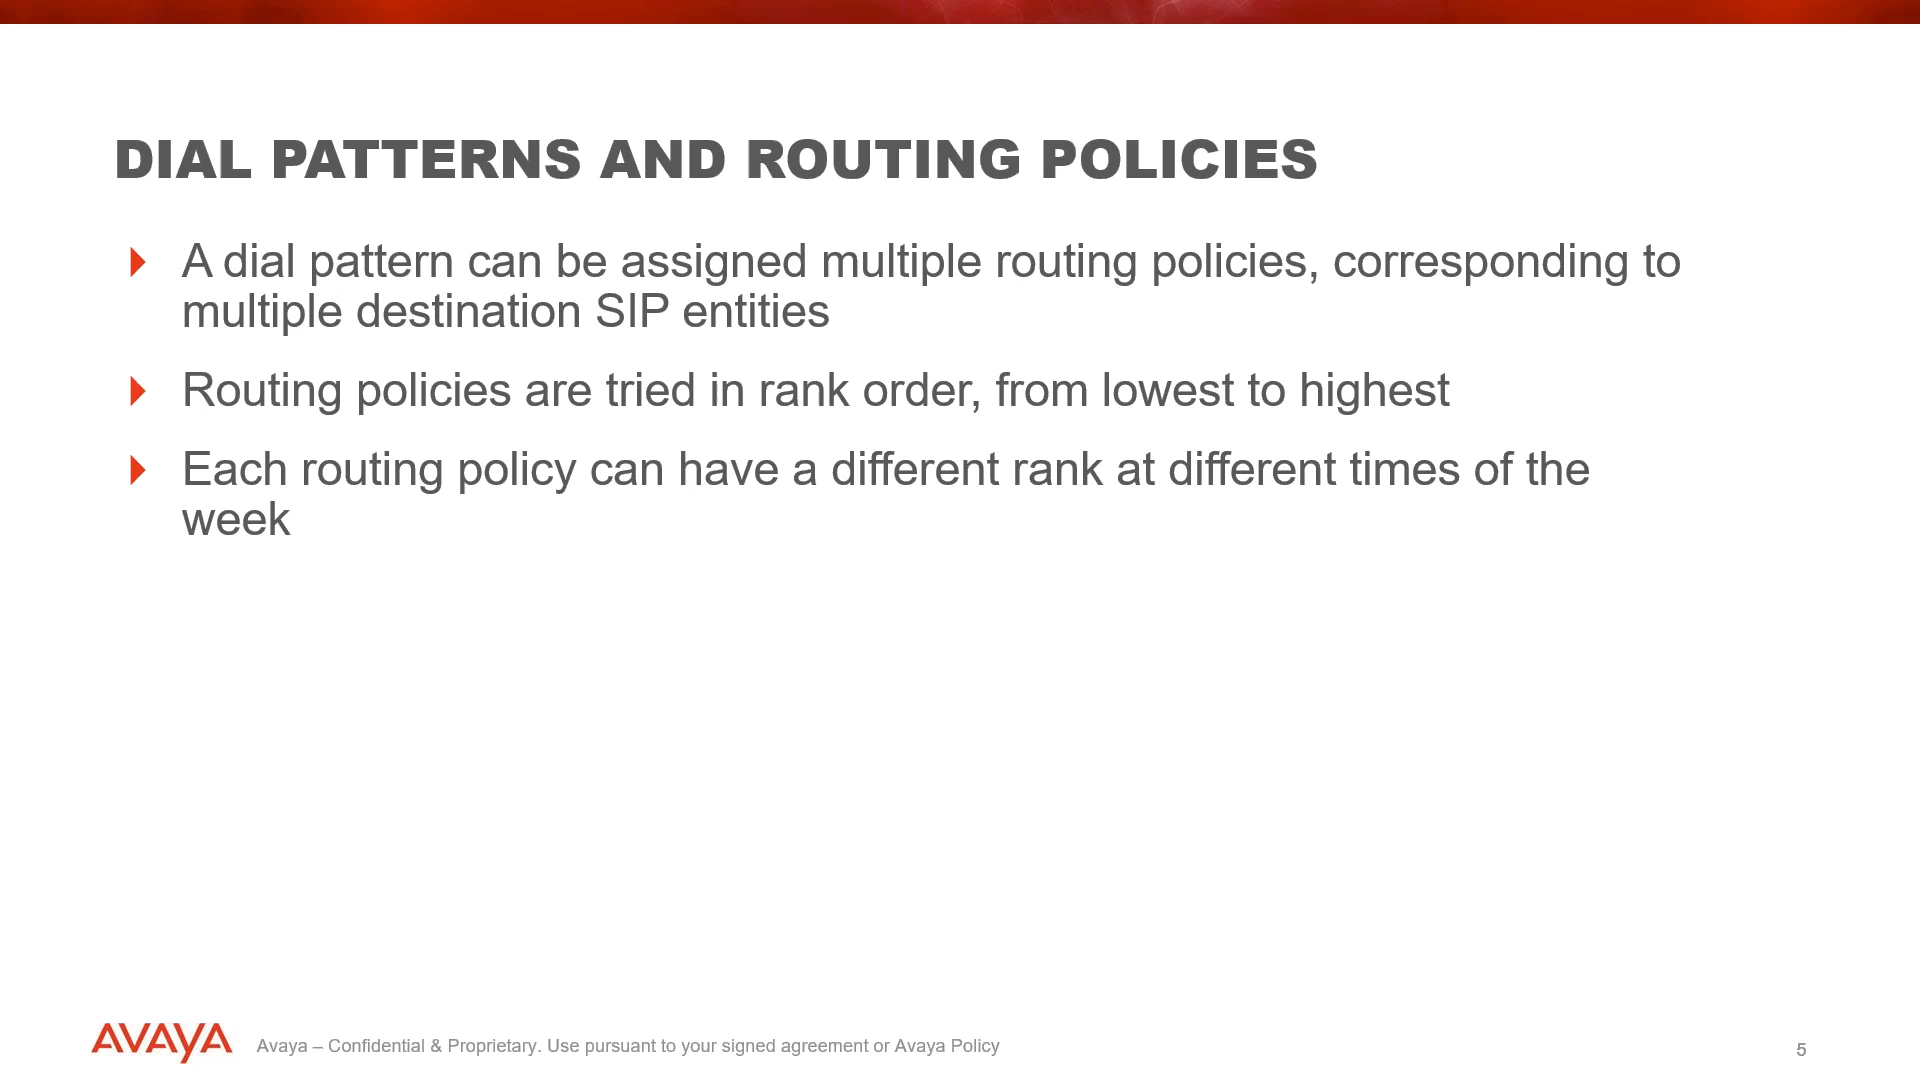 DIAL PATTERNS AND ROUTING POLICIES
A dial pattern can be assigned multiple routing policies, corresponding to
multiple destination SIP entities
Routing policies are tried in rank order, from lowest to highest
Each routing policy can have a different rank at different times of the
week
AVAYA
Avaya – Confidential & Proprietary. Use pursuant to your signed agreement or Avaya Policy
5